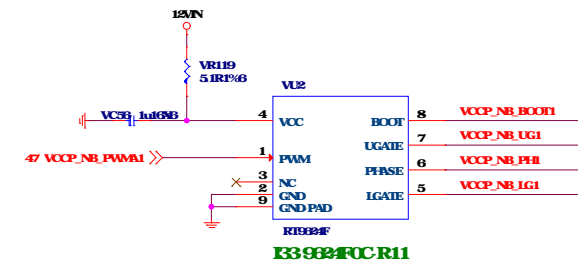 12VIN
VR119
5.1R1%6
VU2
VC56 1u16V6
4 VCC BOOT 8 VCCP_NB_BOOT1
UGATE 7 VCCP_NB_UG1
47 VCCP_NB_PWMA1 1 PWM
PHASE 6 VCCP_NB_PH1
3 NC
2 GND LGATE 5 VCCP_NB_LG1
9 GND-PAD
RT9624F
I33-9624F0C-R11